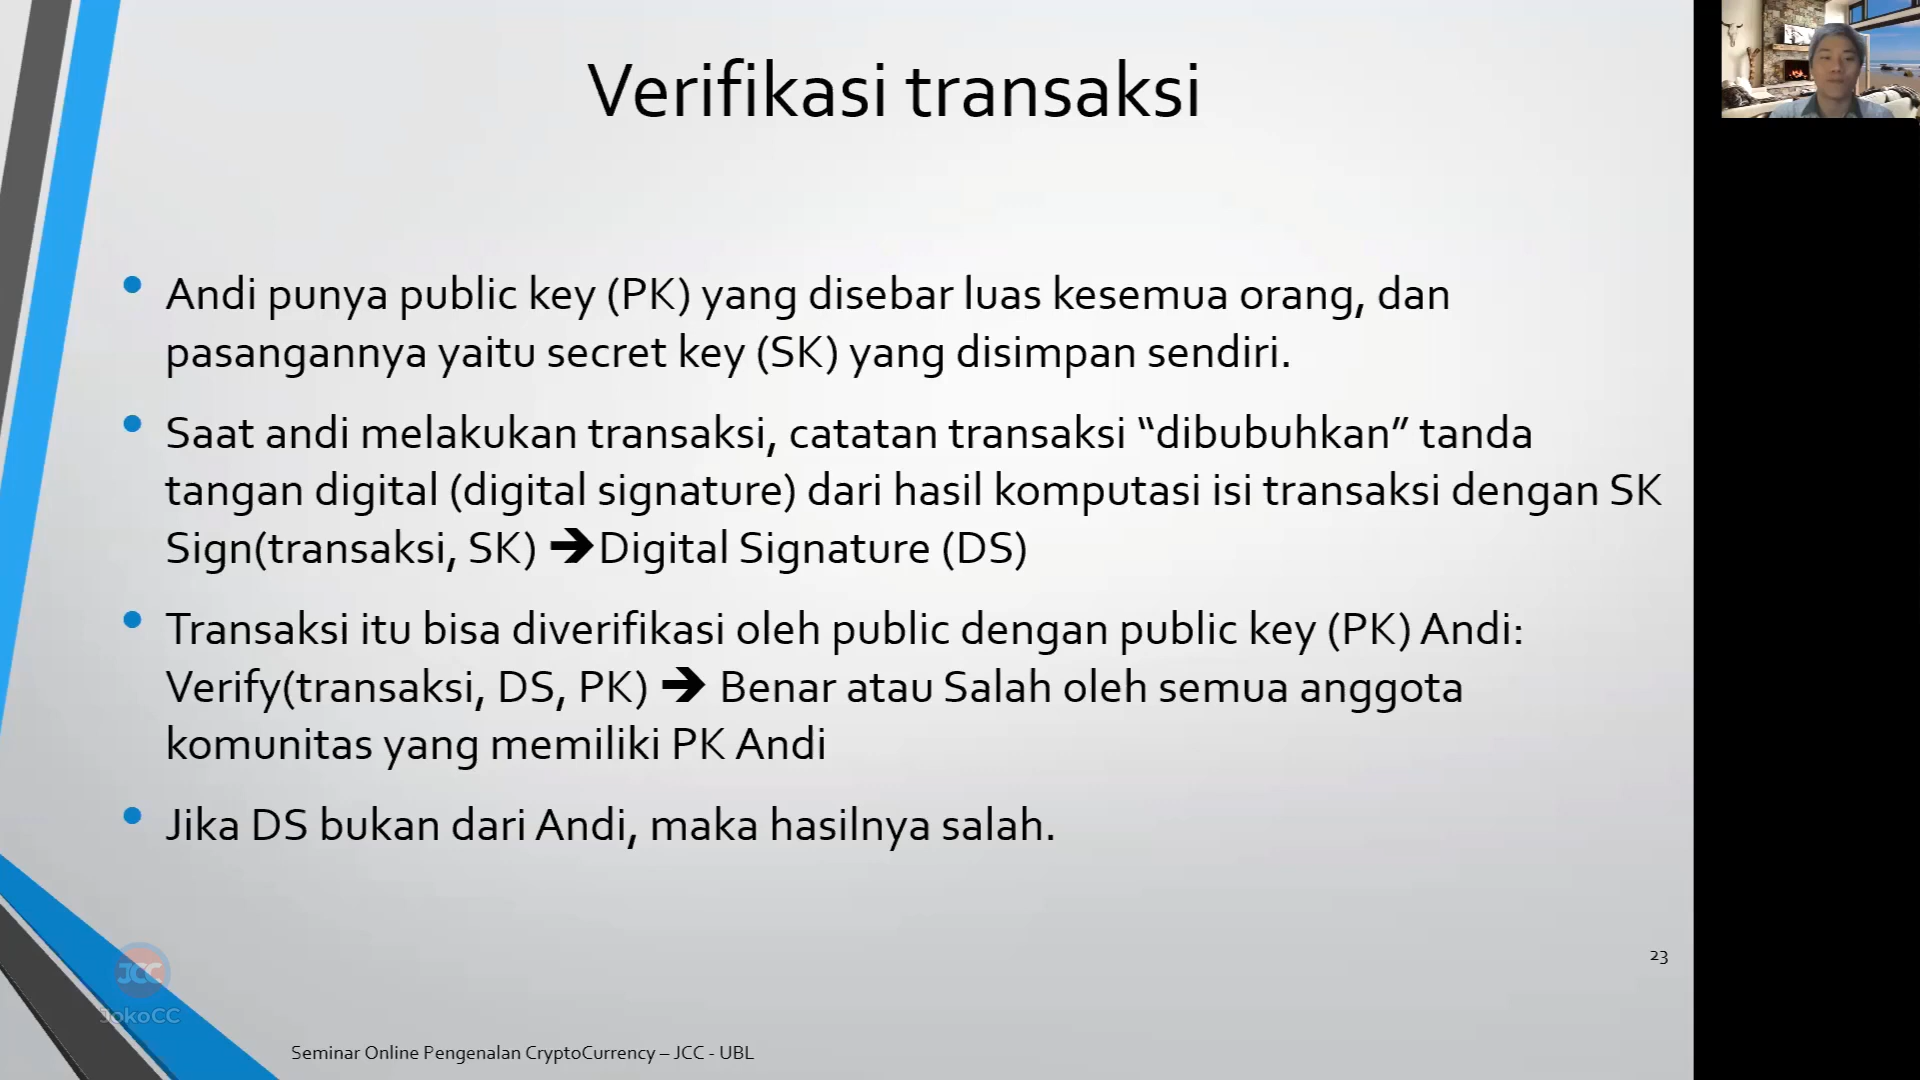 Verifikasi transaksi
• Andi punya public key (PK) yang disebar luas kesemua orang, dan
pasangannya yaitu secret key (SK) yang disimpan sendiri.
• Saat andi melakukan transaksi, catatan transaksi “dibubuhkan” tanda
tangan digital (digital signature) dari hasil komputasi isi transaksi dengan SK
Sign(transaksi, SK) ➔Digital Signature (DS)
• Transaksi itu bisa diverifikasi oleh public dengan public key (PK) Andi:
Verify(transaksi, DS, PK) ➔ Benar atau Salah oleh semua anggota
komunitas yang memiliki PK Andi
• Jika DS bukan dari Andi, maka hasilnya salah.
23
JCC
JokoCC
Seminar Online Pengenalan CryptoCurrency – JCC - UBL